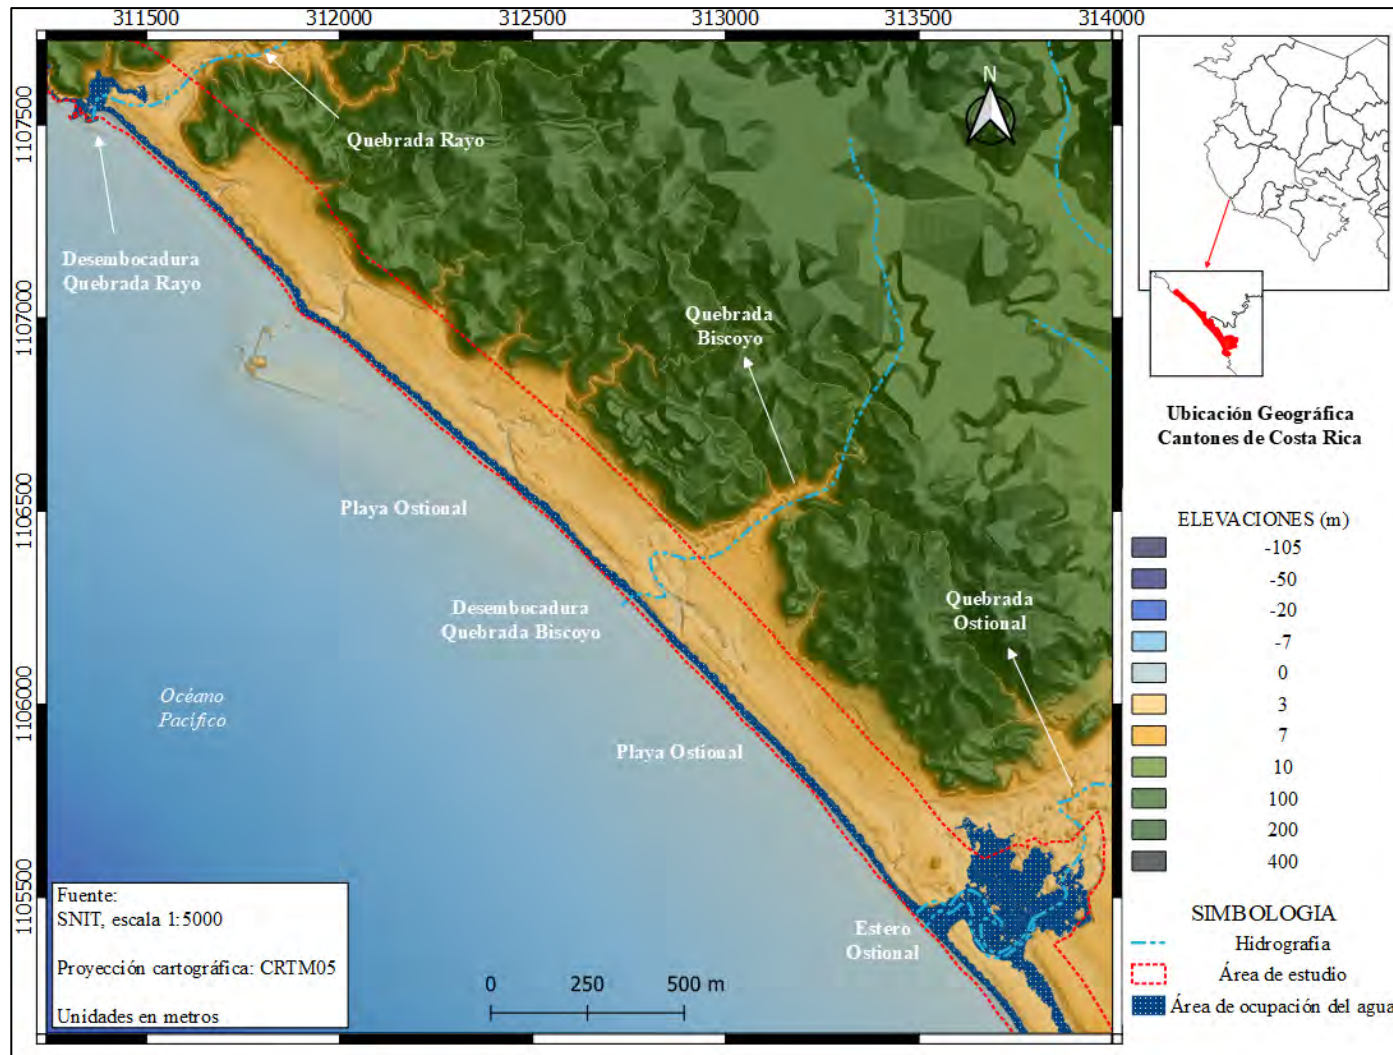 311500 312000 312500 313000 313500 314000
1107500
1107000
1106500
1106000
1105500
N
Quebrada Rayo
Desembocadura
Quebrada Rayo
Quebrada
Biscoyo
Playa Ostional
Desembocadura
Quebrada Biscoyo
Quebrada
Ostional
Océano
Pacífico
Playa Ostional
Estero
Ostional
Fuente:
SNIT, escala 1:5000
Proyección cartográfica: CRTM05
Unidades en metros
0 250 500 m
Ubicación Geográfica
Cantones de Costa Rica
ELEVACIONES (m)
-105
-50
-20
-7
0
3
7
10
100
200
400
SIMBOLOGIA
Hidrografía
Área de estudio
Área de ocupación del agua